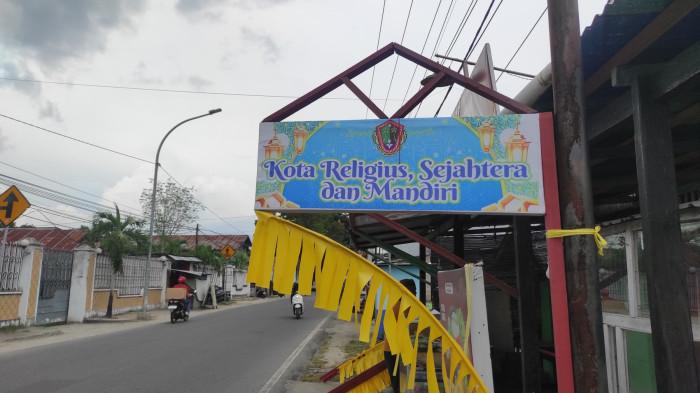 Kota Religius, Sejahtera
dan Mandiri